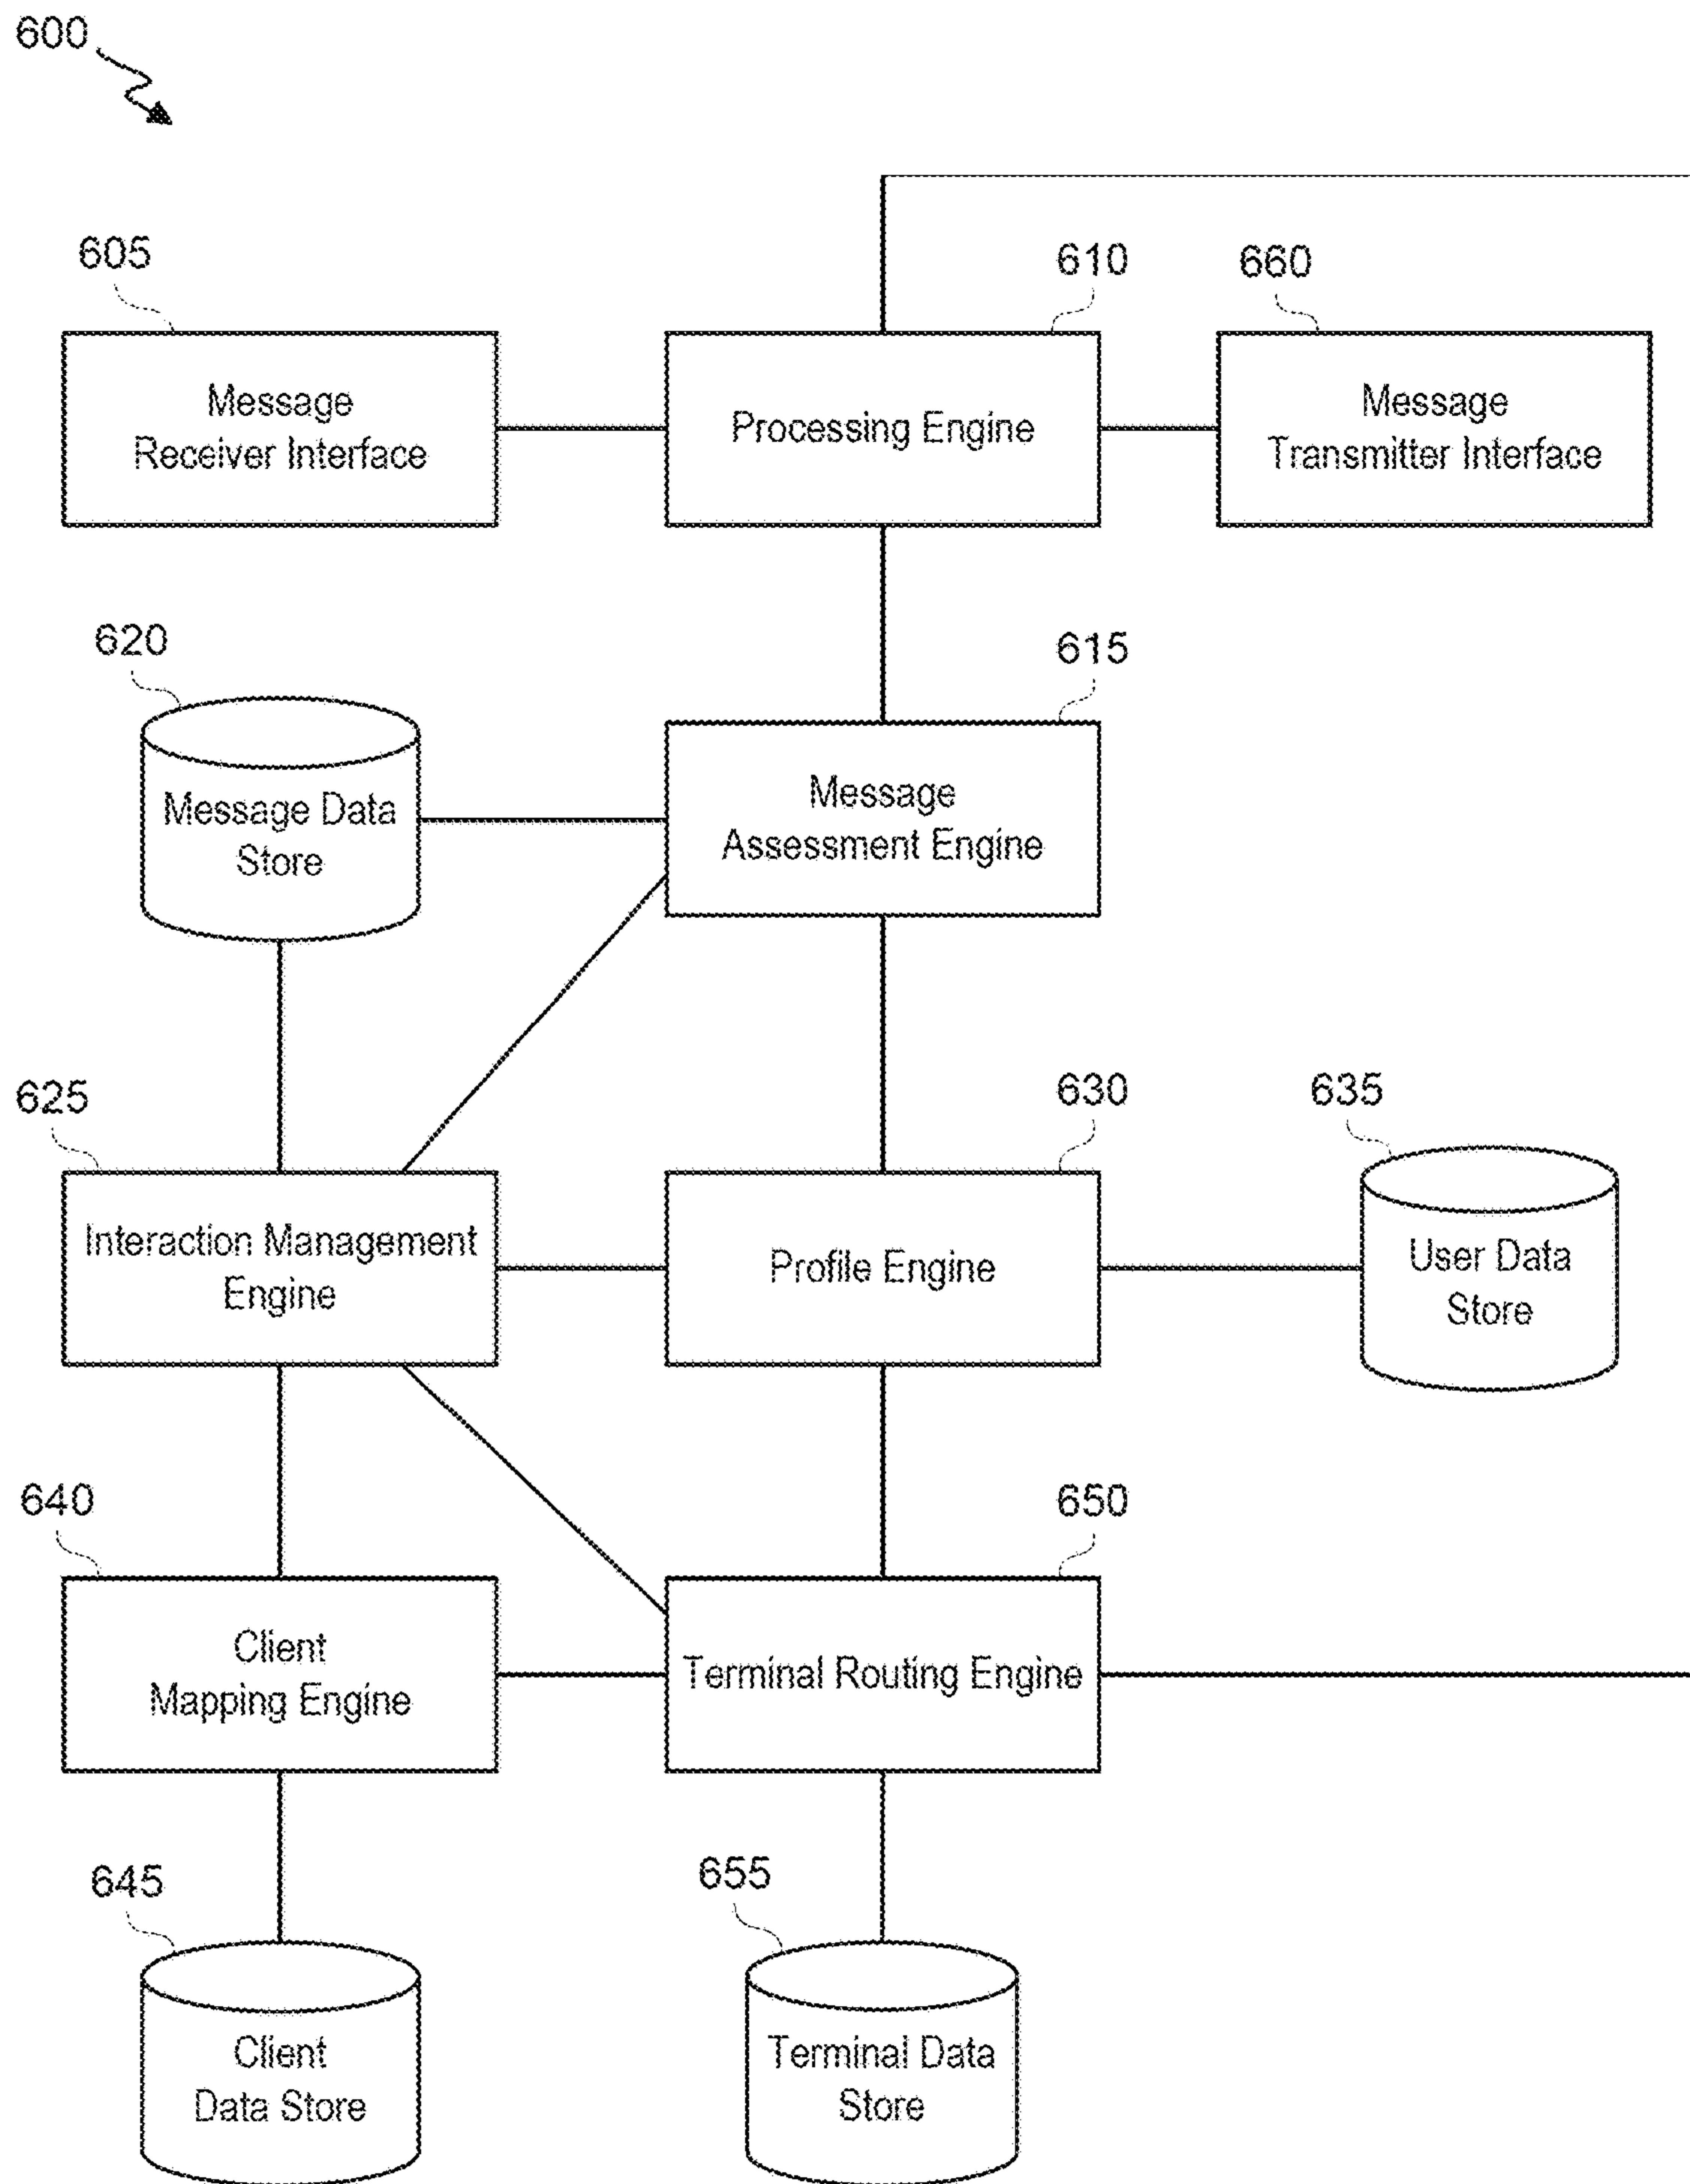 600
605
610
660
Message
Receiver Interface
Processing Engine
Message
Transmitter Interface
620
615
Message Data
Store
Message
Assessment Engine
625
630
635
Interaction Management
Engine
Profile Engine
User Data
Store
640
650
Client
Mapping Engine
Terminal Routing Engine
645
655
Client
Data Store
Terminal Data
Store